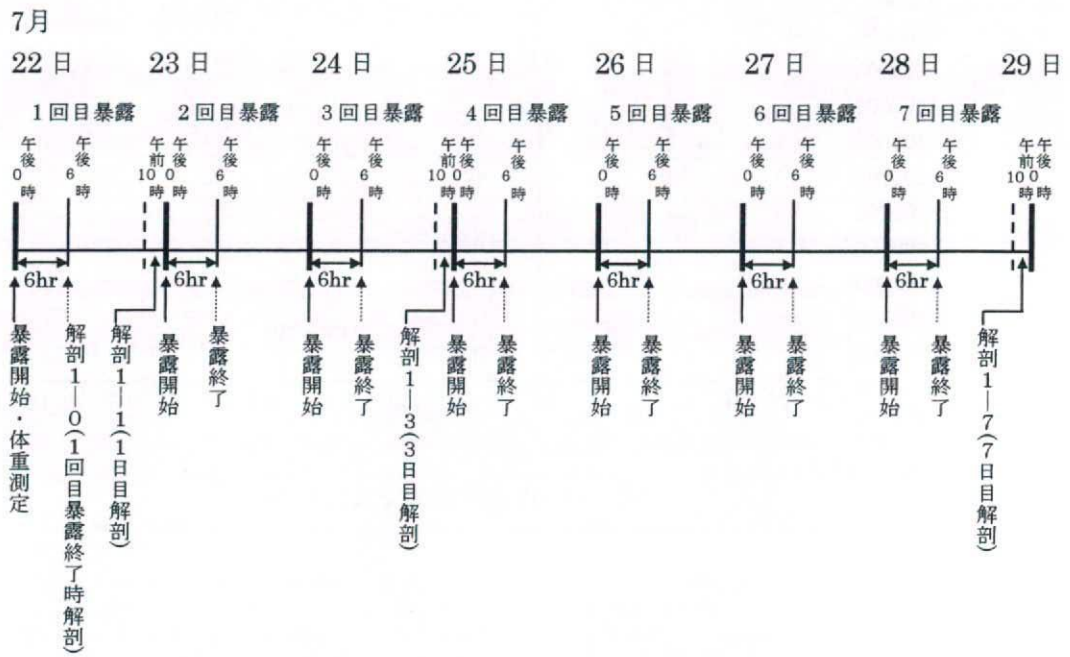 7月
22日 23日 24日 25日 26日 27日 28日 29日
1回目暴露 2回目暴露 3回目暴露 4回目暴露 5回目暴露 6回目暴露 7回目暴露
午後0時
午後6時
午前10時
午後0時
午後6時
午後0時
午後6時
午前10時
午後0時
午後6時
午後0時
午後6時
午後0時
午後6時
午後0時
午後6時
午前10時
午後0時
6hr 6hr 6hr 6hr 6hr 6hr 6hr
暴露開始・体重測定
解剖1―0(1回目暴露終了時解剖)
解剖1―1(1日目解剖)
暴露開始
暴露終了
暴露開始
暴露終了
解剖1―3(3日目解剖)
暴露開始
暴露終了
暴露開始
暴露終了
暴露開始
暴露終了
暴露開始
暴露終了
解剖1―7(7日目解剖)